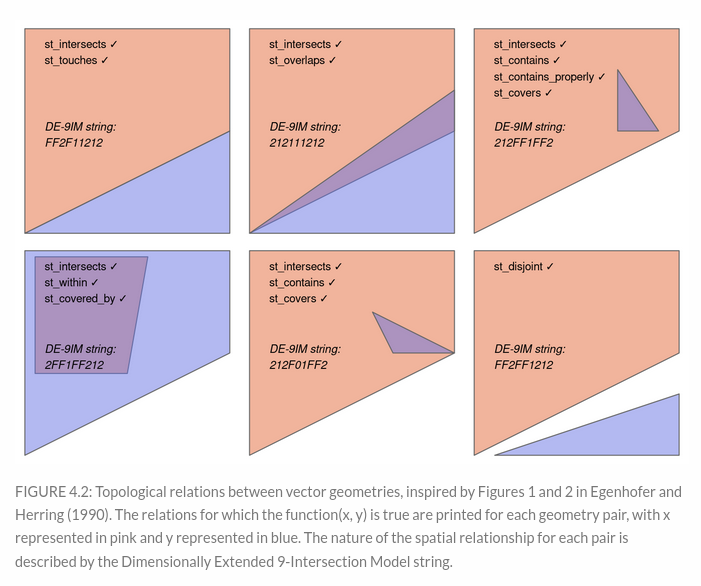 st_intersects ✓
st_touches ✓
DE-9IM string:
FF2F11212
st_intersects ✓
st_overlaps ✓
DE-9IM string:
212111212
st_intersects ✓
st_contains ✓
st_contains_properly ✓
st_covers ✓
DE-9IM string:
212FF1FF2
st_intersects ✓
st_within ✓
st_covered_by ✓
DE-9IM string:
2FF1FF212
st_intersects ✓
st_contains ✓
st_covers ✓
DE-9IM string:
212F01FF2
st_disjoint ✓
DE-9IM string:
FF2FF1212
FIGURE 4.2: Topological relations between vector geometries, inspired by Figures 1 and 2 in Egenhofer and
Herring (1990). The relations for which the function(x, y) is true are printed for each geometry pair, with x
represented in pink and y represented in blue. The nature of the spatial relationship for each pair is
described by the Dimensionally Extended 9-Intersection Model string.